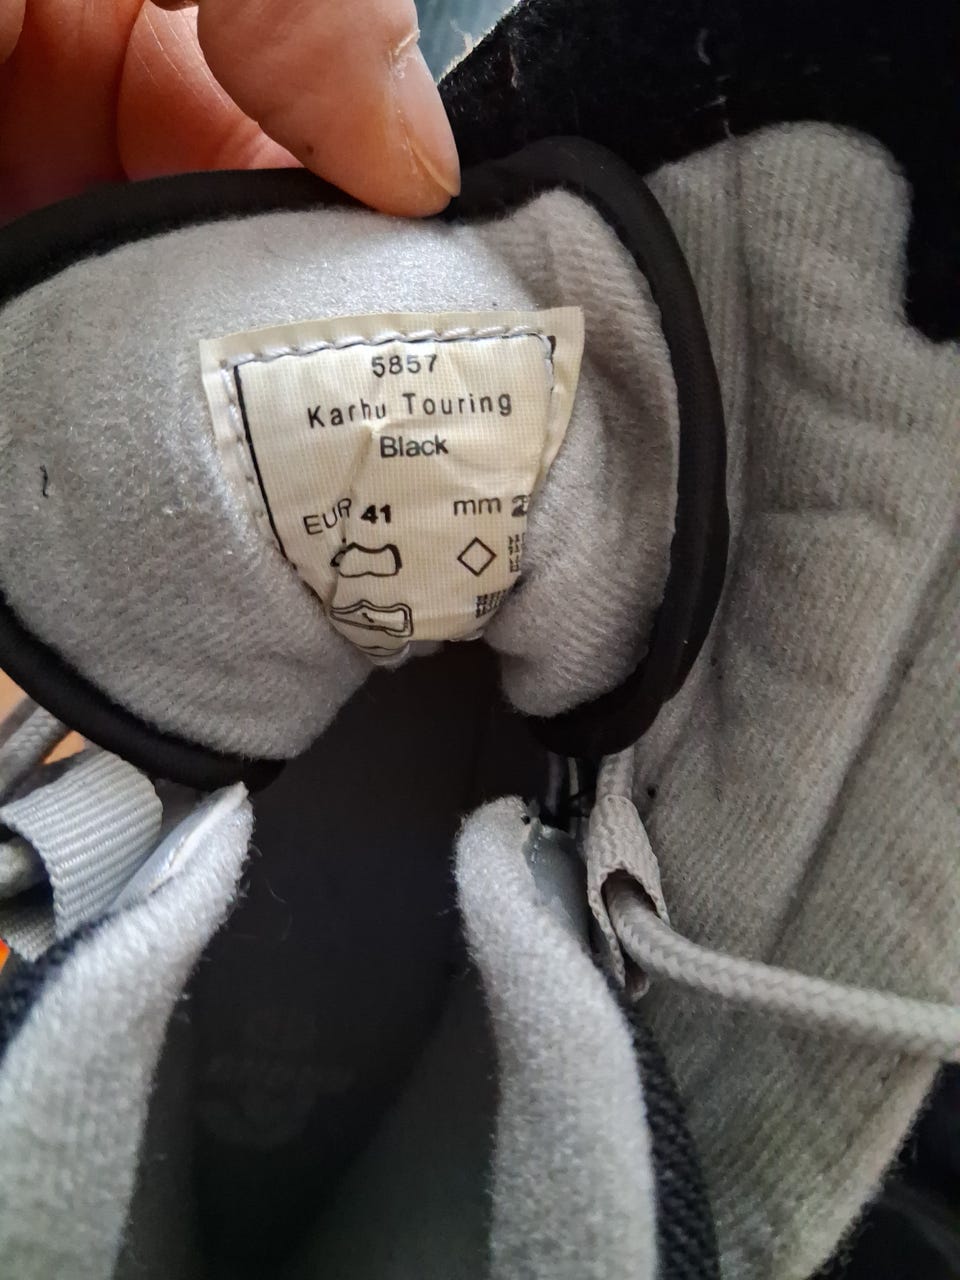 5857
Karhu Touring
Black
EUR 41 mm